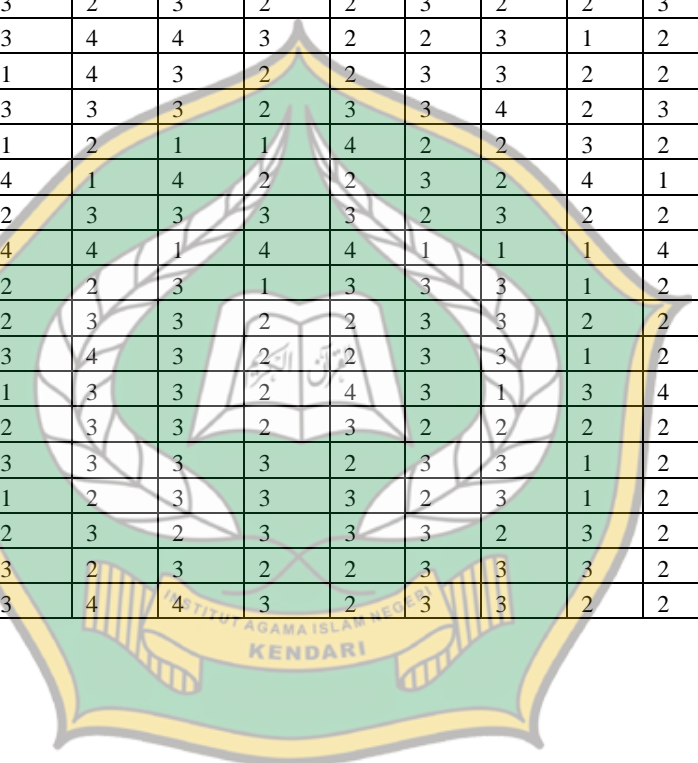 3 2 3 2 2 3 2 2 3
3 4 4 3 2 2 3 1 2
1 4 3 2 2 3 3 2 2
3 3 3 2 3 3 4 2 3
1 2 1 1 4 2 2 3 2
4 1 4 2 2 3 2 4 1
2 3 3 3 3 2 3 2 2
4 4 1 4 4 1 1 1 4
2 2 3 1 3 3 3 1 2
2 3 3 2 2 3 3 2 2
3 4 3 2 2 3 3 1 2
1 3 3 2 4 3 1 3 4
2 3 3 2 3 2 2 2 2
3 3 3 3 2 3 3 1 2
1 2 3 3 3 2 3 1 2
2 3 2 3 3 3 2 3 2
3 2 3 2 2 3 3 3 2
3 4 4 3 2 3 3 2 2
INSTITUT AGAMA ISLAM NEGERI
KENDARI